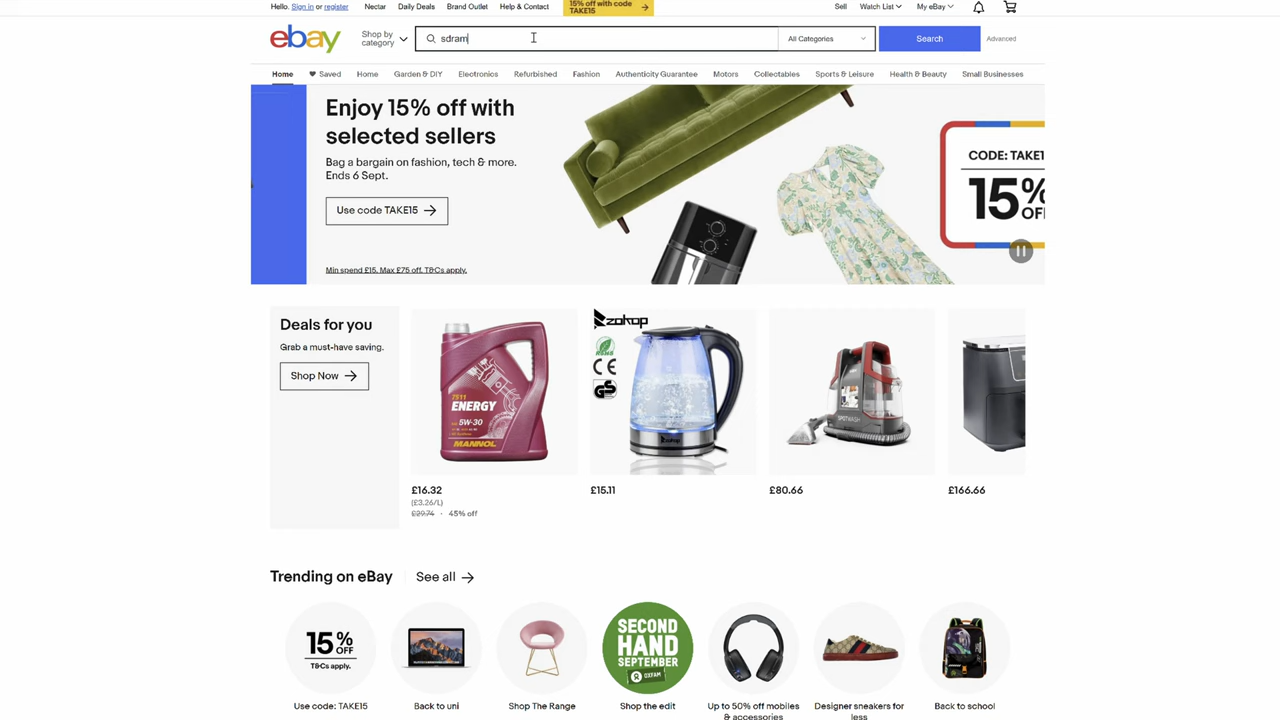 Hello. Sign in or register
Nectar
Daily Deals
Brand Outlet
Help & Contact
15% off with code
TAKE15
Sell
Watch List
My eBay
ebay
Shop by
category
sdram
All Categories
Search
Advanced
Home
Saved
Home
Garden & DIY
Electronics
Refurbished
Fashion
Authenticity Guarantee
Motors
Collectables
Sports & Leisure
Health & Beauty
Small Businesses
Enjoy 15% off with
selected sellers
Bag a bargain on fashion, tech & more.
Ends 6 Sept.
Use code TAKE15
Min spend £15. Max £75 off. T&Cs apply.
CODE: TAKE1
15%
OF
Deals for you
Grab a must-have saving.
Shop Now
7511
ENERGY
5W-30
MANNOL
zokop
RoHS
CE
GS
zokop
SPOTWASH
£16.32
(£3.26/L)
£29.74 · 45% off
£15.11
£80.66
£166.66
Trending on eBay
See all
15%
OFF
T&Cs apply.
SECOND
HAND
SEPTEMBER
OXFAM
Use code: TAKE15
Back to uni
Shop The Range
Shop the edit
Up to 50% off mobiles
& accessories
Designer sneakers for
less
Back to school